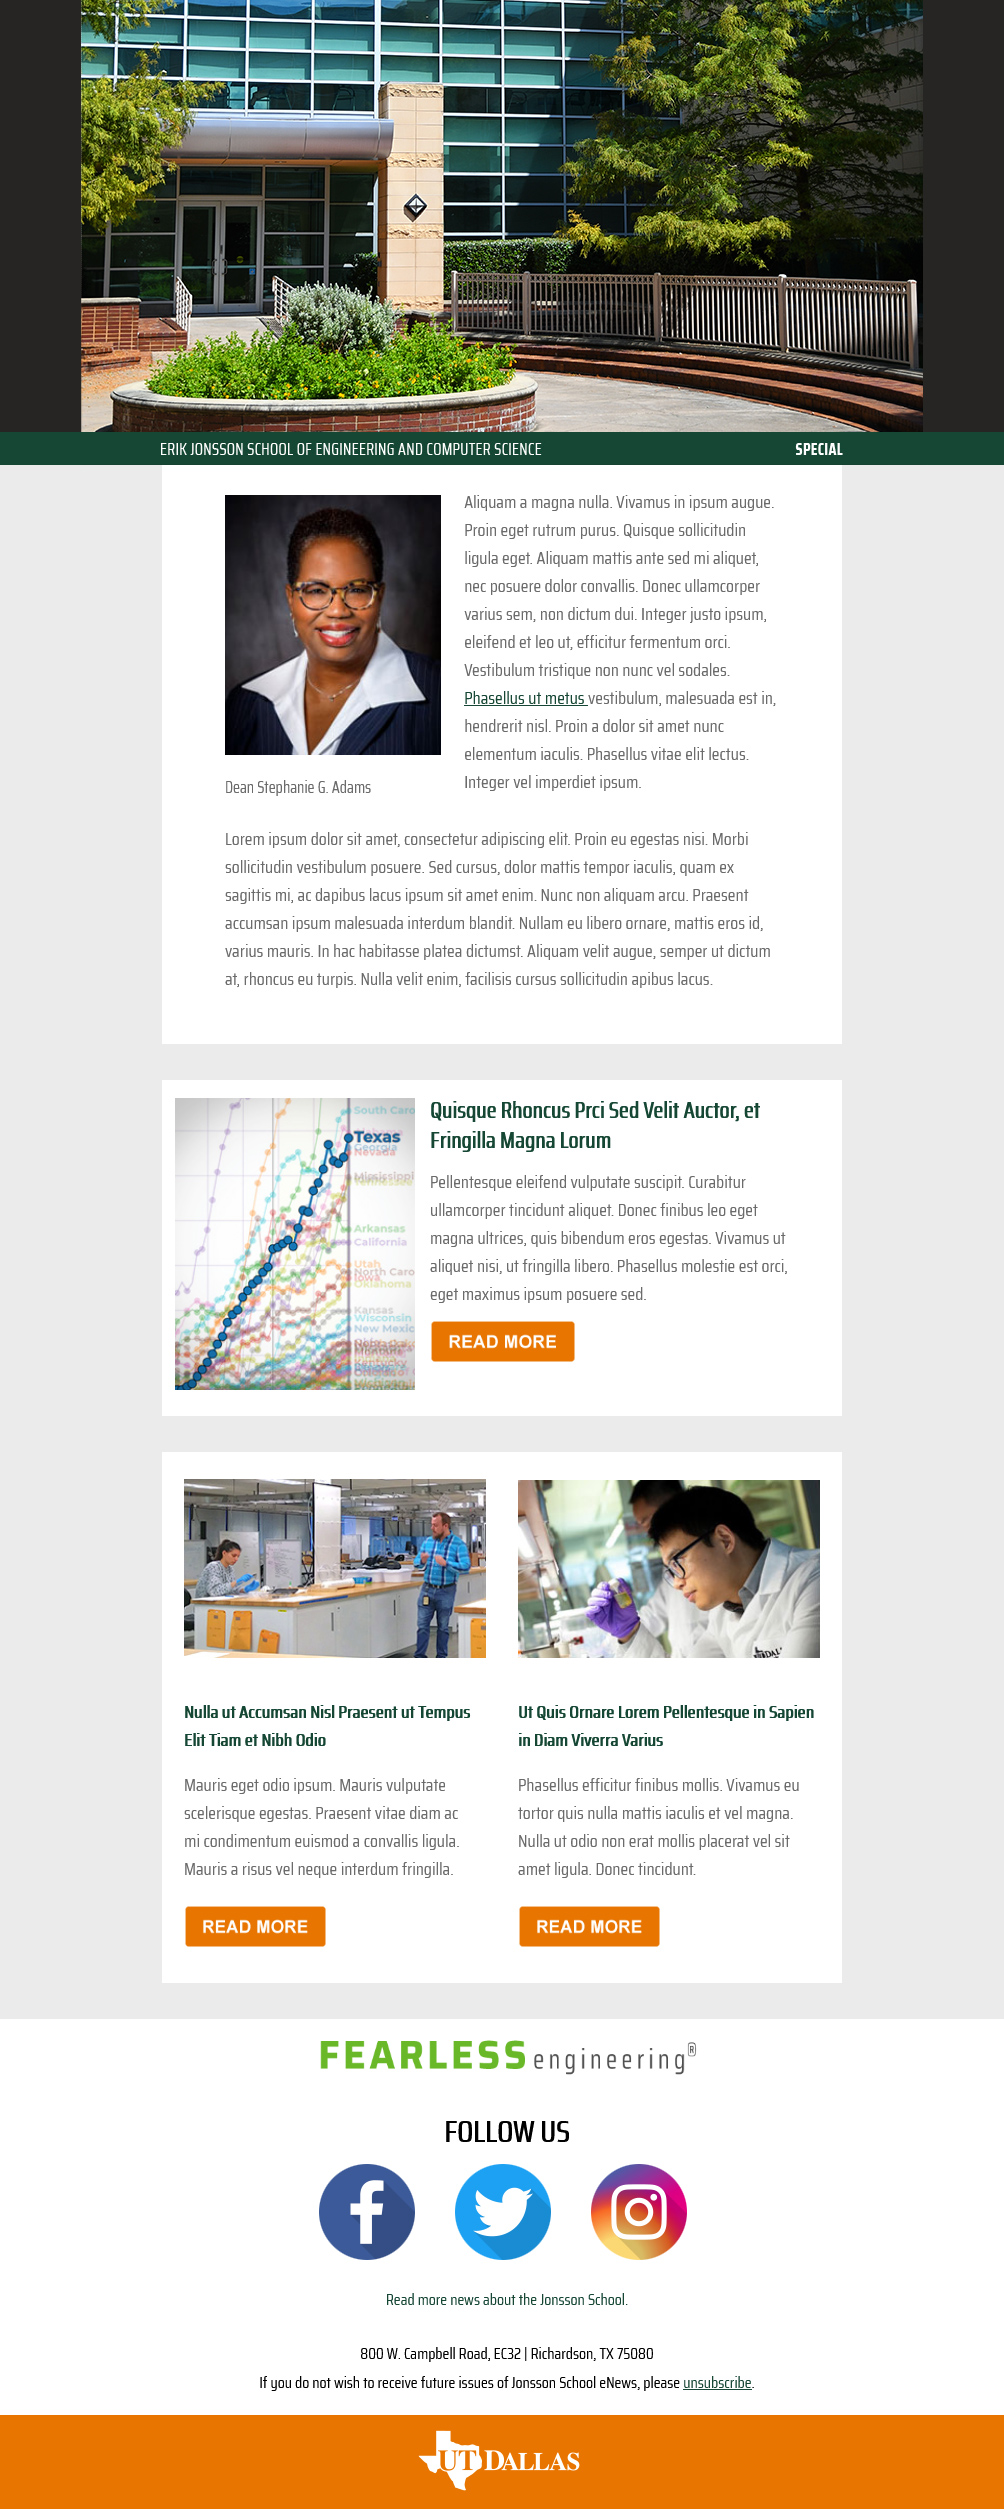 ERIK JONSSON SCHOOL OF ENGINEERING AND COMPUTER SCIENCE
SPECIAL
Aliquam a magna nulla. Vivamus in ipsum augue.
Proin eget rutrum purus. Quisque sollicitudin
ligula eget. Aliquam mattis ante sed mi aliquet,
nec posuere dolor convallis. Donec ullamcorper
varius sem, non dictum dui. Integer justo ipsum,
eleifend et leo ut, efficitur fermentum orci.
Vestibulum tristique non nunc vel sodales.
Phasellus ut metus vestibulum, malesuada est in,
hendrerit nisl. Proin a dolor sit amet nunc
elementum iaculis. Phasellus vitae elit lectus.
Integer vel imperdiet ipsum.
Dean Stephanie G. Adams
Lorem ipsum dolor sit amet, consectetur adipiscing elit. Proin eu egestas nisi. Morbi
sollicitudin vestibulum posuere. Sed cursus, dolor mattis tempor iaculis, quam ex
sagittis mi, ac dapibus lacus ipsum sit amet enim. Nunc non aliquam arcu. Praesent
accumsan ipsum malesuada interdum blandit. Nullam eu libero ornare, mattis eros id,
varius mauris. In hac habitasse platea dictumst. Aliquam velit augue, semper ut dictum
at, rhoncus eu turpis. Nulla velit enim, facilisis cursus sollicitudin apibus lacus.
South Caro
Texas
Georgia
Nevada
Mississippi
Arkansas
California
Utah
North Caro
Iowa
Oklahoma
Kansas
Wisconsin
New Mexic
Quisque Rhoncus Prci Sed Velit Auctor, et
Fringilla Magna Lorum
Pellentesque eleifend vulputate suscipit. Curabitur
ullamcorper tincidunt aliquet. Donec finibus leo eget
magna ultrices, quis bibendum eros egestas. Vivamus ut
aliquet nisi, ut fringilla libero. Phasellus molestie est orci,
eget maximus ipsum posuere sed.
READ MORE
Nulla ut Accumsan Nisl Praesent ut Tempus
Elit Tiam et Nibh Odio
Mauris eget odio ipsum. Mauris vulputate
scelerisque egestas. Praesent vitae diam ac
mi condimentum euismod a convallis ligula.
Mauris a risus vel neque interdum fringilla.
READ MORE
Ut Quis Ornare Lorem Pellentesque in Sapien
in Diam Viverra Varius
Phasellus efficitur finibus mollis. Vivamus eu
tortor quis nulla mattis iaculis et vel magna.
Nulla ut odio non erat mollis placerat vel sit
amet ligula. Donec tincidunt.
READ MORE
FEARLESS engineering®
FOLLOW US
Read more news about the Jonsson School.
800 W. Campbell Road, EC32 | Richardson, TX 75080
If you do not wish to receive future issues of Jonsson School eNews, please unsubscribe.
UT DALLAS